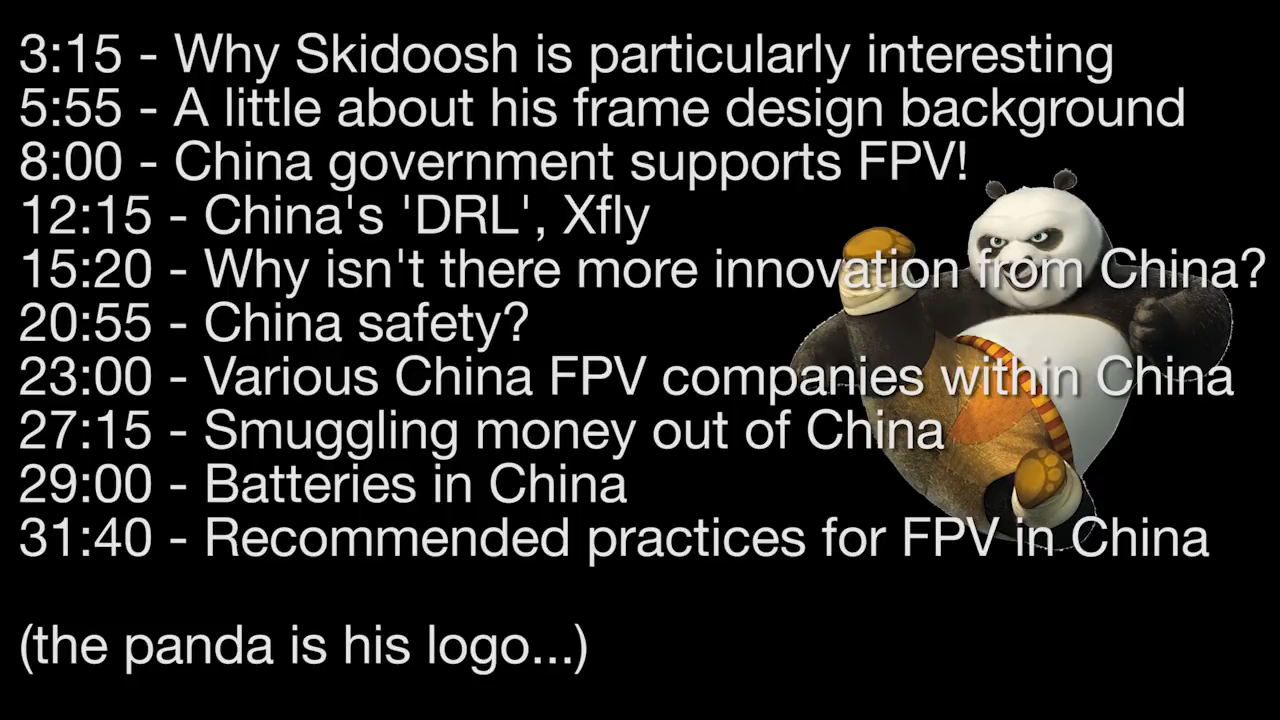 3:15 - Why Skidoosh is particularly interesting
5:55 - A little about his frame design background
8:00 - China government supports FPV!
12:15 - China's 'DRL', Xfly
15:20 - Why isn't there more innovation from China?
20:55 - China safety?
23:00 - Various China FPV companies within China
27:15 - Smuggling money out of China
29:00 - Batteries in China
31:40 - Recommended practices for FPV in China
(the panda is his logo...)